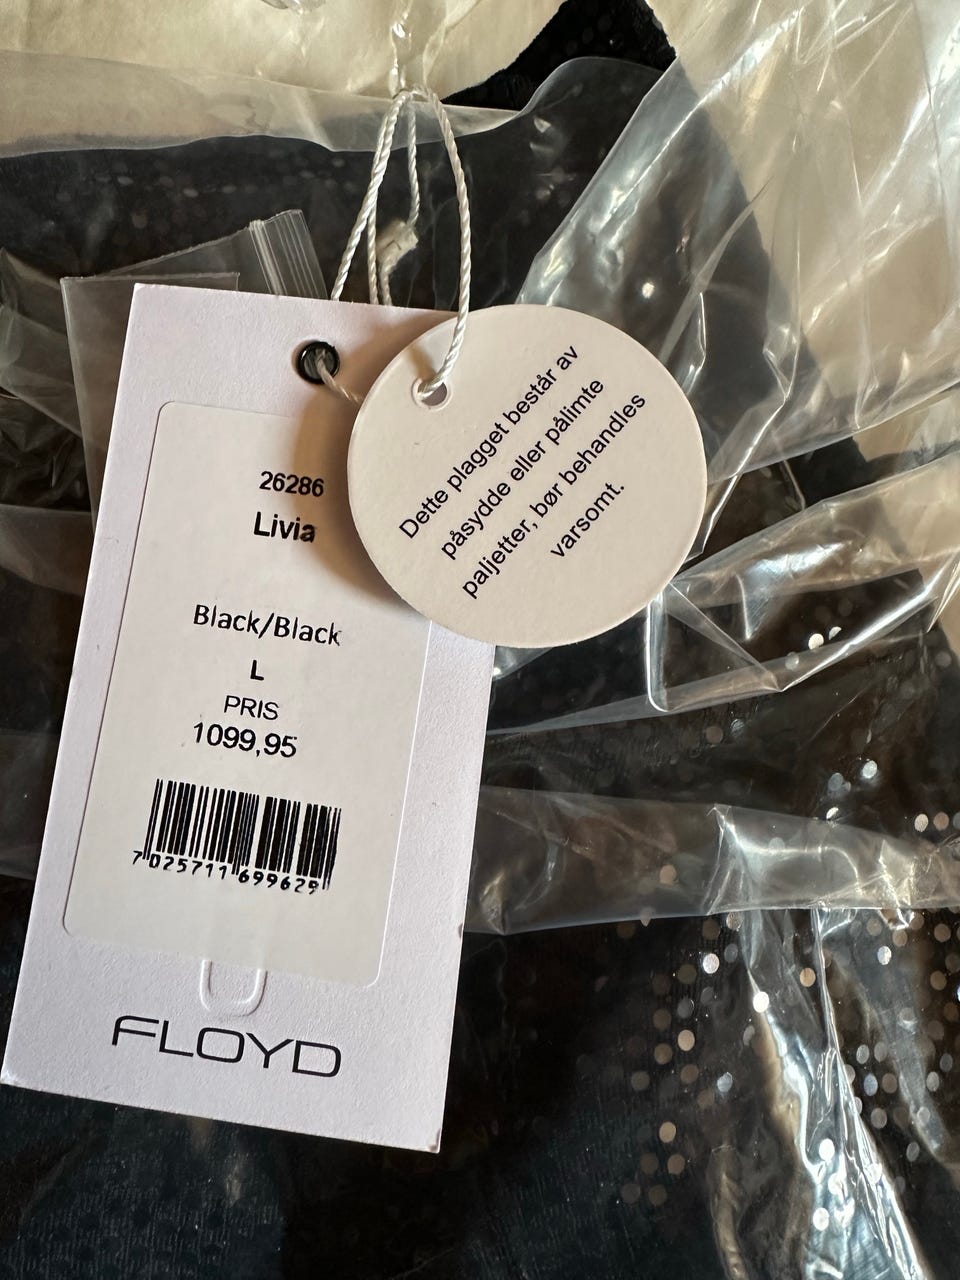 26286
Livia
Black/Black
L
PRIS
1099,95
7025711699629
FLOYD
Dette plagget består av
påsydde eller pålimte
paljetter, bør behandles
varsomt.